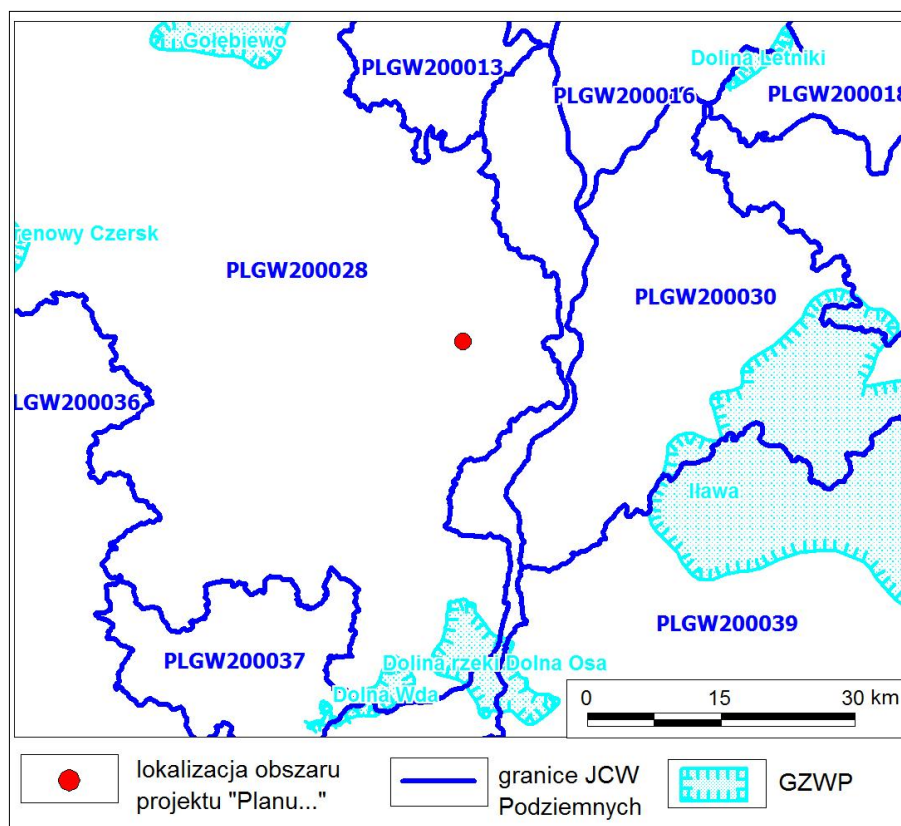 Gołębiewo
Dolina Letniki
PLGW200013
PLGW200016
PLGW200018
renowy Czersk
PLGW200028
PLGW200030
LGW200036
Iława
PLGW200039
PLGW200037
Dolina rzeki Dolna Osa
Dolna Wda
0 15 30 km
lokalizacja obszaru
projektu "Planu..."
granice JCW
Podziemnych
GZWP